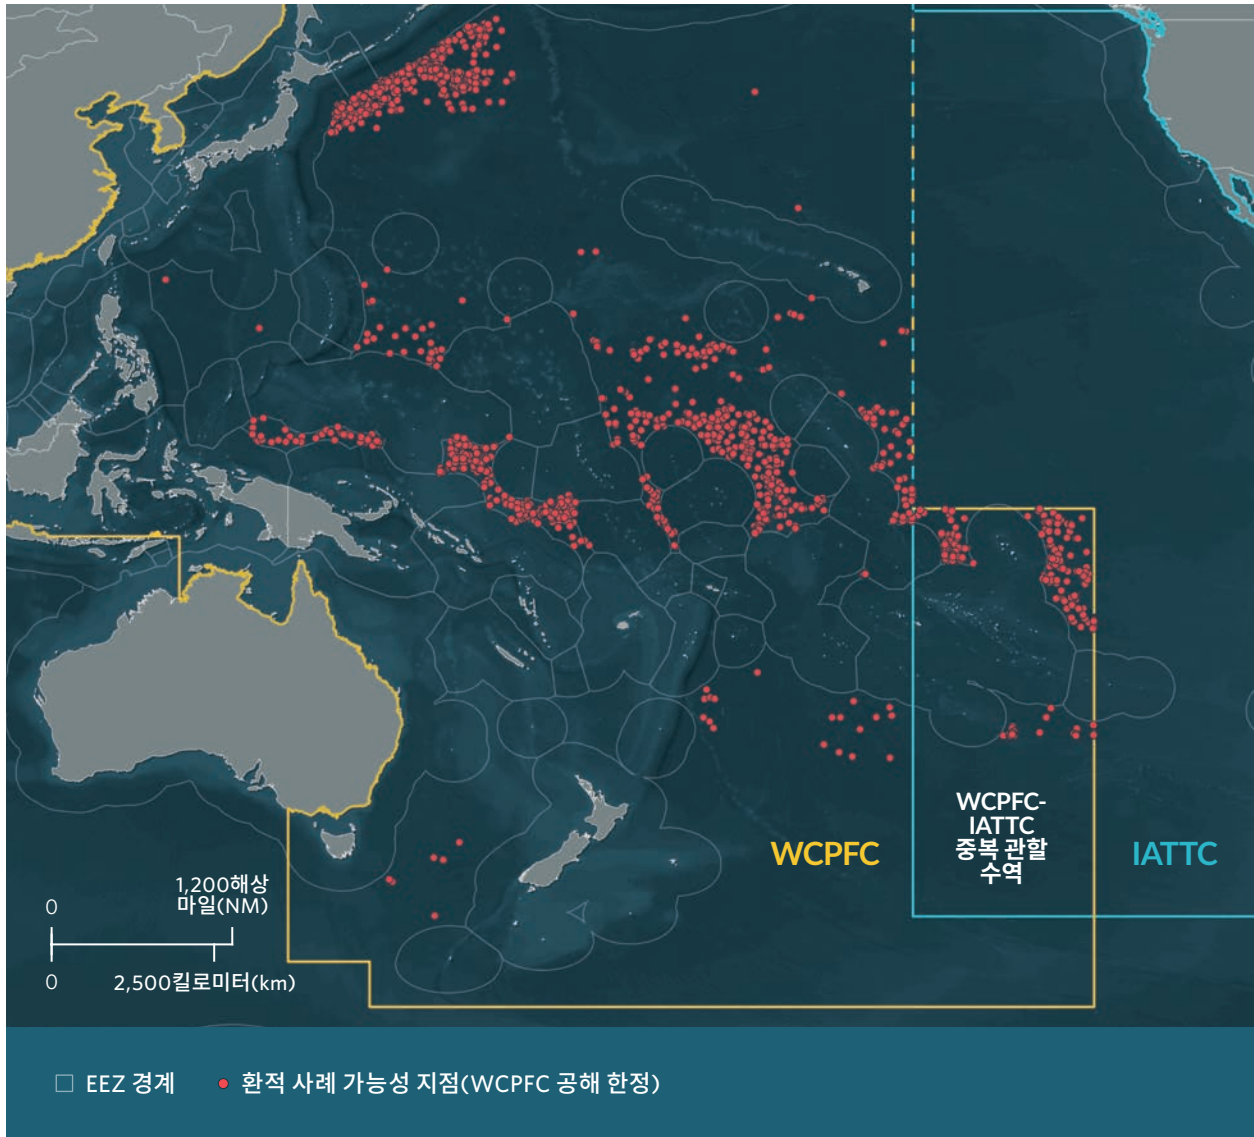 WCPFC
WCPFC-
IATTC
중복 관할
수역
IATTC
0
1,200해상
마일(NM)
0
2,500킬로미터(km)
EEZ 경계
환적 사례 가능성 지점(WCPFC 공해 한정)